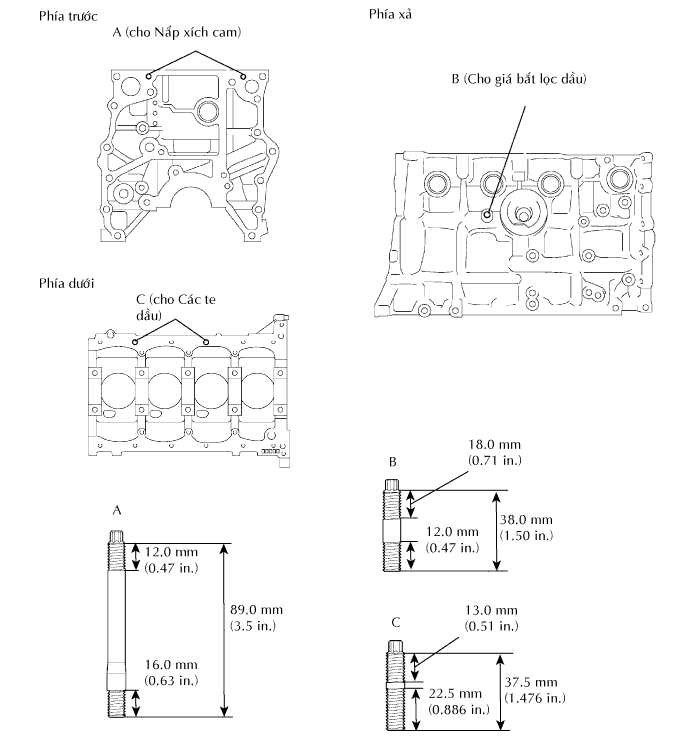 Phía trước
A (cho Nắp xích cam)
Phía xả
B (Cho giá bắt lọc dầu)
Phía dưới
C (cho Các te
dầu)
A
12.0 mm
(0.47 in.)
89.0 mm
(3.5 in.)
16.0 mm
(0.63 in.)
B
18.0 mm
(0.71 in.)
12.0 mm
(0.47 in.)
38.0 mm
(1.50 in.)
C
13.0 mm
(0.51 in.)
22.5 mm
(0.886 in.)
37.5 mm
(1.476 in.)